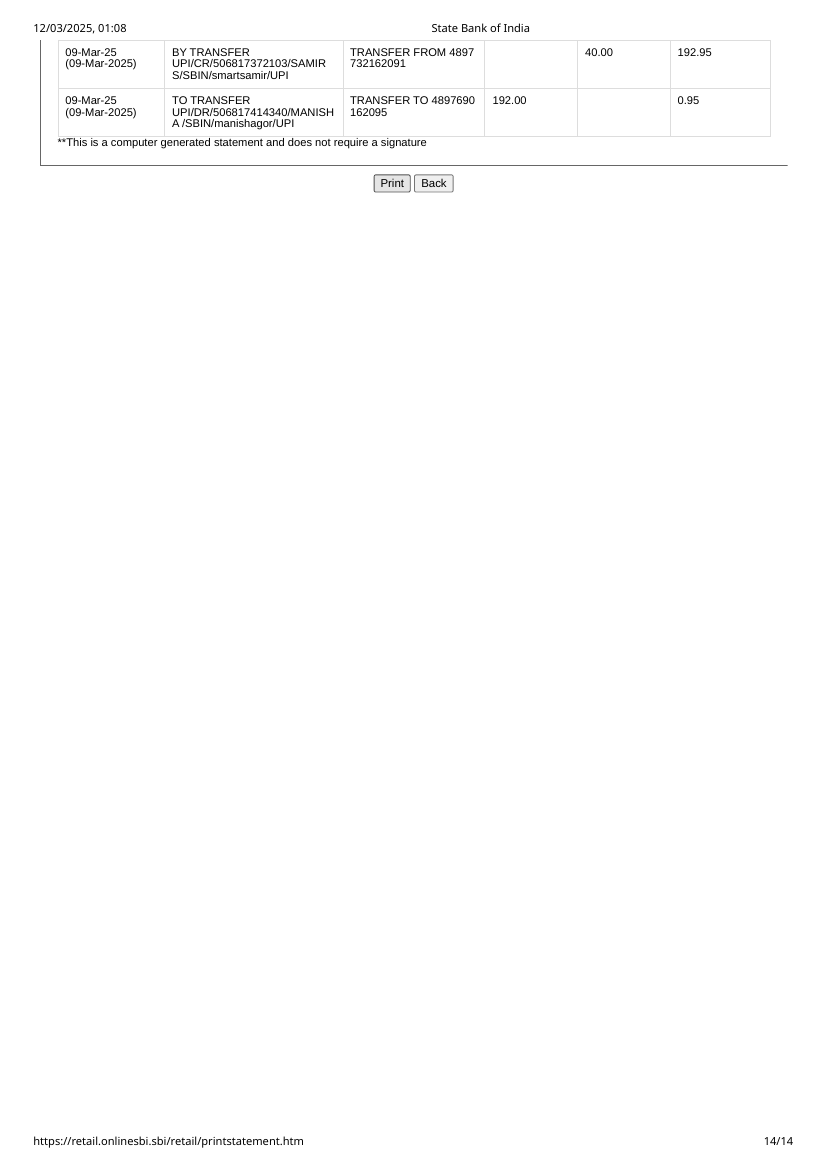 12/03/2025, 01:08 State Bank of India
09-Mar-25 BY TRANSFER TRANSFER FROM 4897 40.00 192.95
(09-Mar-2025) UPI/CR/506817372103/SAMIR 732162091
S/SBIN/smartsamir/UPI
09-Mar-25 TO TRANSFER TRANSFER TO 4897690 192.00 0.95
(09-Mar-2025) UPI/DR/506817414340/MANISH 162095
A /SBIN/manishagor/UPI
**This is a computer generated statement and does not require a signature
Print Back
https://retail.onlinesbi.sbi/retail/printstatement.htm 14/14